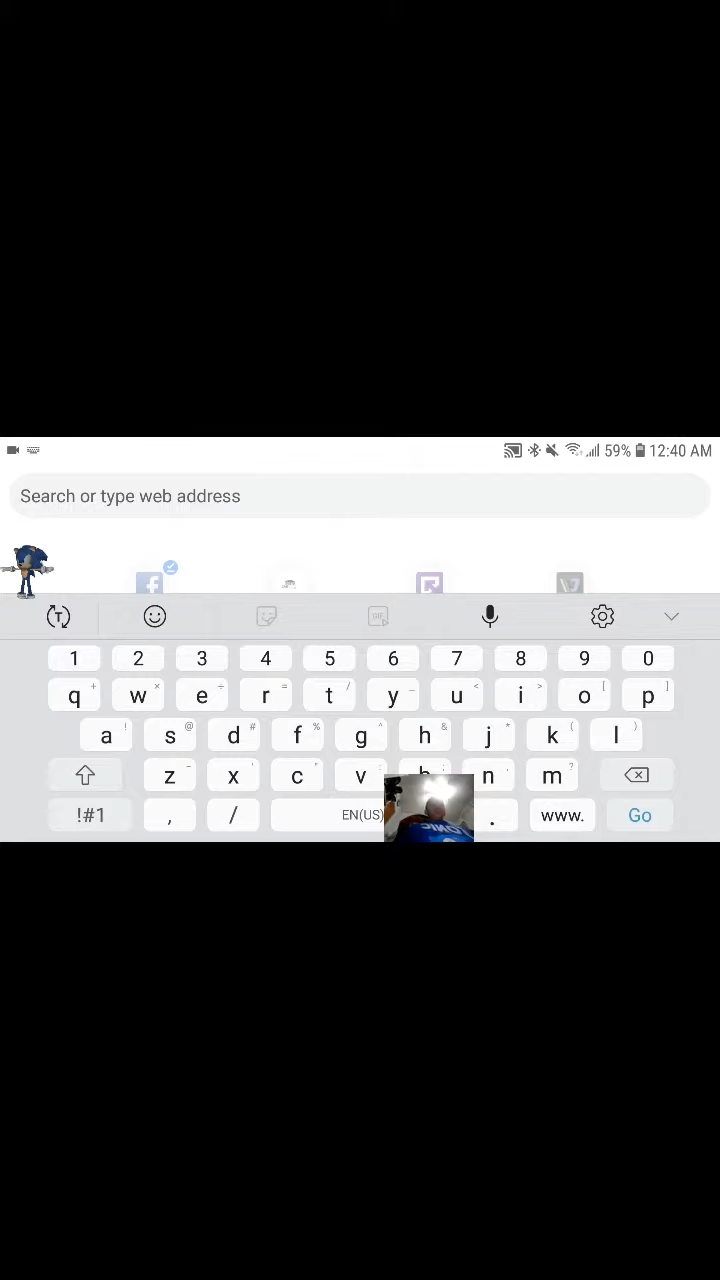 59% 12:40 AM
Search or type web address
T GIF
1 2 3 4 5 6 7 8 9 0
q + w × e ÷ r = t / y _ u < i > o [ p ]
a ! s @ d # f % g ^ h & j * k ( l )
z - x ' c " v : b ; n , m ?
!#1 , / EN(US) . www. Go